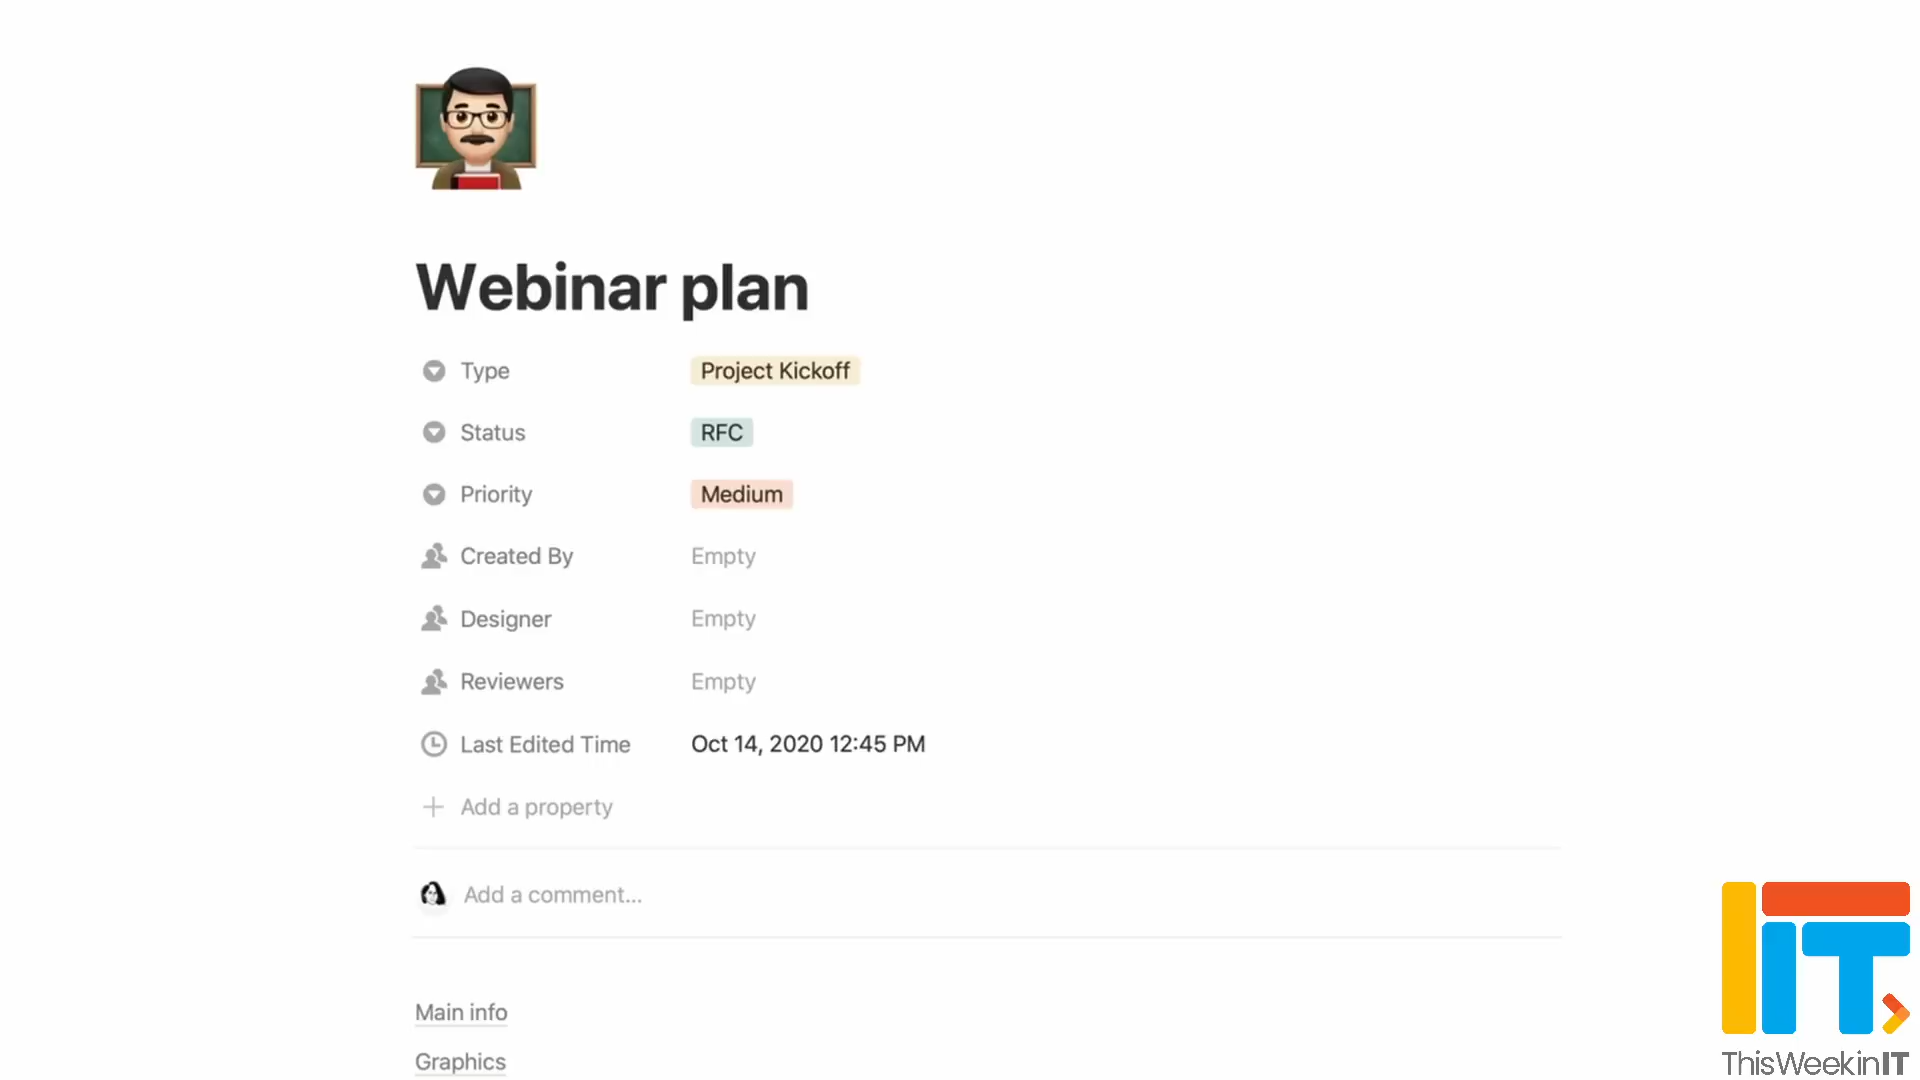 Webinar plan
Type Project Kickoff
Status RFC
Priority Medium
Created By Empty
Designer Empty
Reviewers Empty
Last Edited Time Oct 14, 2020 12:45 PM
Add a property
Add a comment...
Main info
Graphics
IT
ThisWeekinIT